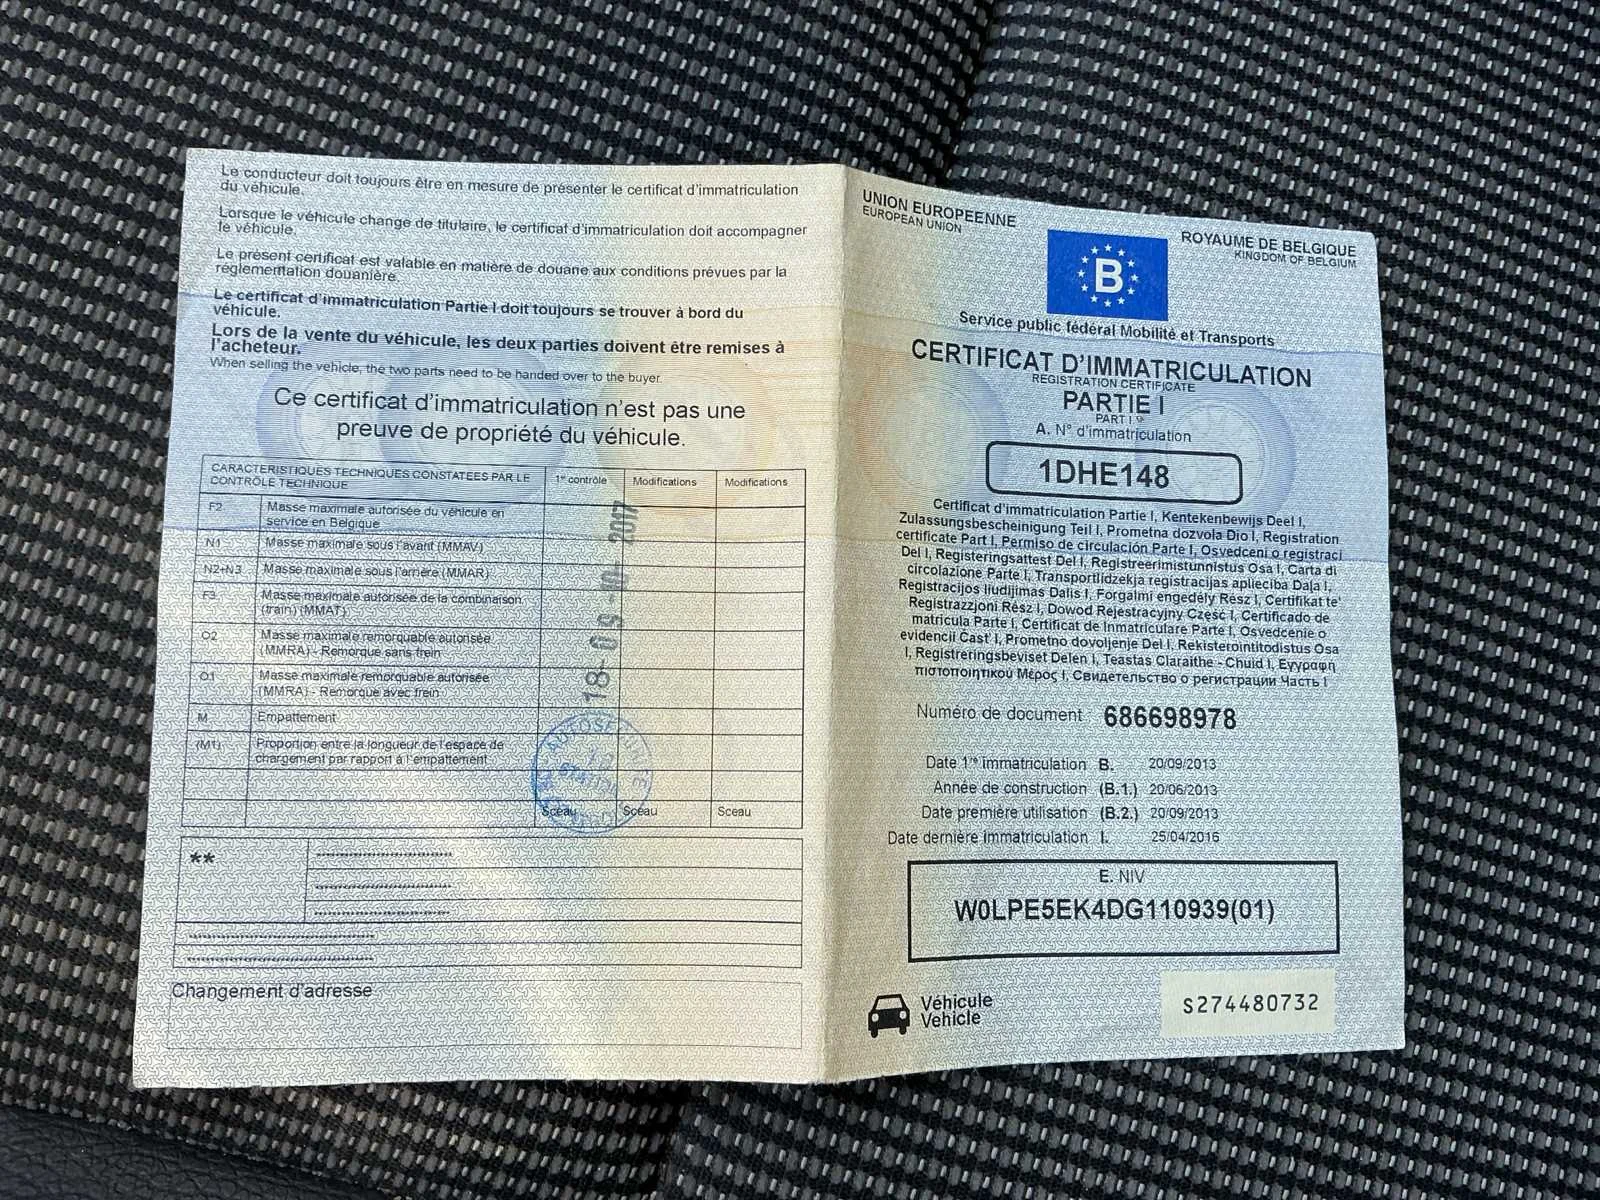 Le conducteur doit toujours être en mesure de présenter le certificat d'immatriculation
du véhicule.
Lorsque le véhicule change de titulaire, le certificat d'immatriculation doit accompagner
le véhicule.
Le présent certificat est valable en matière de douane aux conditions prévues par la
réglementation douanière
Le certificat d'immatriculation Partie I doit toujours se trouver à bord du
véhicule.
Lors de la vente du véhicule, les deux parties doivent être remises à
l'acheteur.
When selling the vehicle, the two parts need to be handed over to the buyer.
Ce certificat d'immatriculation n'est pas une
preuve de propriété du véhicule.
CARACTERISTIQUES TECHNIQUES CONSTATEES PAR LE
CONTRÔLE TECHNIQUE
1er contrôle
Modifications
Modifications
F2 Masse maximale autorisée du véhicule en
service en Belgique
N1 Masse maximale sous l'avant (MMAV)
N2+N3 Masse maximale sous l'arrière (MMAR)
F3 Masse maximale autorisée de la combinaison
(train) (MMAT)
O2 Masse maximale remorquable autorisée
(MMRA) - Remorque sans frein
O1 Masse maximale remorquable autorisée
(MMRA) - Remorque avec frein
M Empattement
(M1) Proportion entre la longueur de l'espace de
chargement par rapport à l'empattement
18-09-10-2017
STATION
Sceau
Sceau
Sceau
**
Changement d'adresse
UNION EUROPEENNE
EUROPEAN UNION
B
ROYAUME DE BELGIQUE
KINGDOM OF BELGIUM
Service public fédéral Mobilité et Transports
CERTIFICAT D'IMMATRICULATION
REGISTRATION CERTIFICATE
PARTIE I
PART I
A. N° d'immatriculation
1DHE148
Certificat d'immatriculation Partie I, Kentekenbewijs Deel I,
Zulassungsbescheinigung Teil I, Prometna dozvola Dio I, Registration
certificate Part I, Permiso de circulación Parte I, Osvedceni o registraci
Del I, Registeringsattest Del I, Registreerimistunnistus Osa I, Carta di
circolazione Parte I, Transportlidzekja registracijas aplieciba Daļa I,
Registracijos liudijimas Dalis I, Forgalmi engedély Rész I, Certifikat te'
Registrazzjoni Rész I, Dowod Rejestracyjny Część I, Certificado de
matricula Parte I, Certificat de Inmatriculare Parte I, Osvedcenie o
evidencii Cast' I, Prometno dovoljenje Del I, Rekisterointitodistus Osa
I, Registreringsbeviset Delen I, Teastas Claraithe - Chuid I, Εγγραφή
πιστοποιητικού Μέρος I, Свидетельство о регистрации Часть I
Numéro de document 686698978
Date 1re immatriculation B. 20/09/2013
Année de construction (B.1.) 20/06/2013
Date première utilisation (B.2.) 20/09/2013
Date dernière immatriculation I. 25/04/2016
E. NIV
W0LPE5EK4DG110939(01)
Véhicule
Vehicle
S274480732